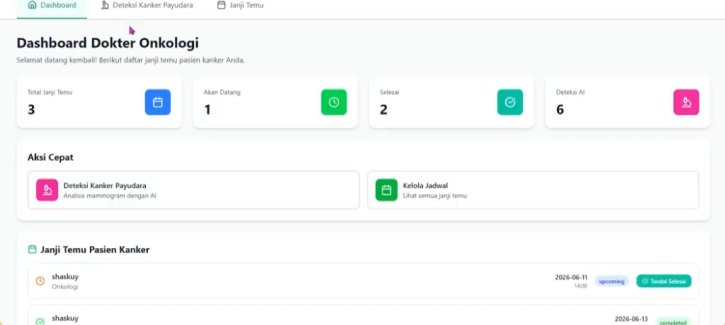 Dashboard
Deteksi Kanker Payudara
Janji Temu
Dashboard Dokter Onkologi
Selamat datang kembali! Berikut daftar janji temu pasien kanker Anda.
Total Janji Temu
3
Akan Datang
1
Selesai
2
Deteksi AI
6
Aksi Cepat
Deteksi Kanker Payudara
Analisis mammogram dengan AI
Kelola Jadwal
Lihat semua janji temu
Janji Temu Pasien Kanker
shaskuy
Onkologi
2026-06-11
14:00
upcoming
Tandai Selesai
shaskuy
2026-06-13
completed